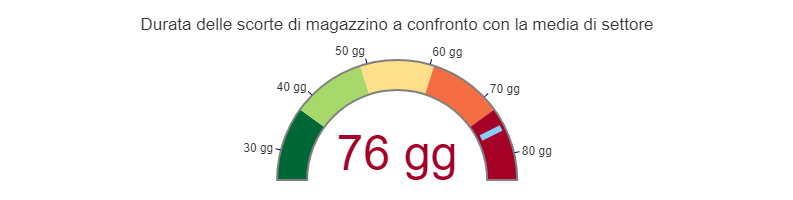 Durata delle scorte di magazzino a confronto con la media di settore
50 gg
60 gg
40 gg
70 gg
30 gg
76 gg
80 gg